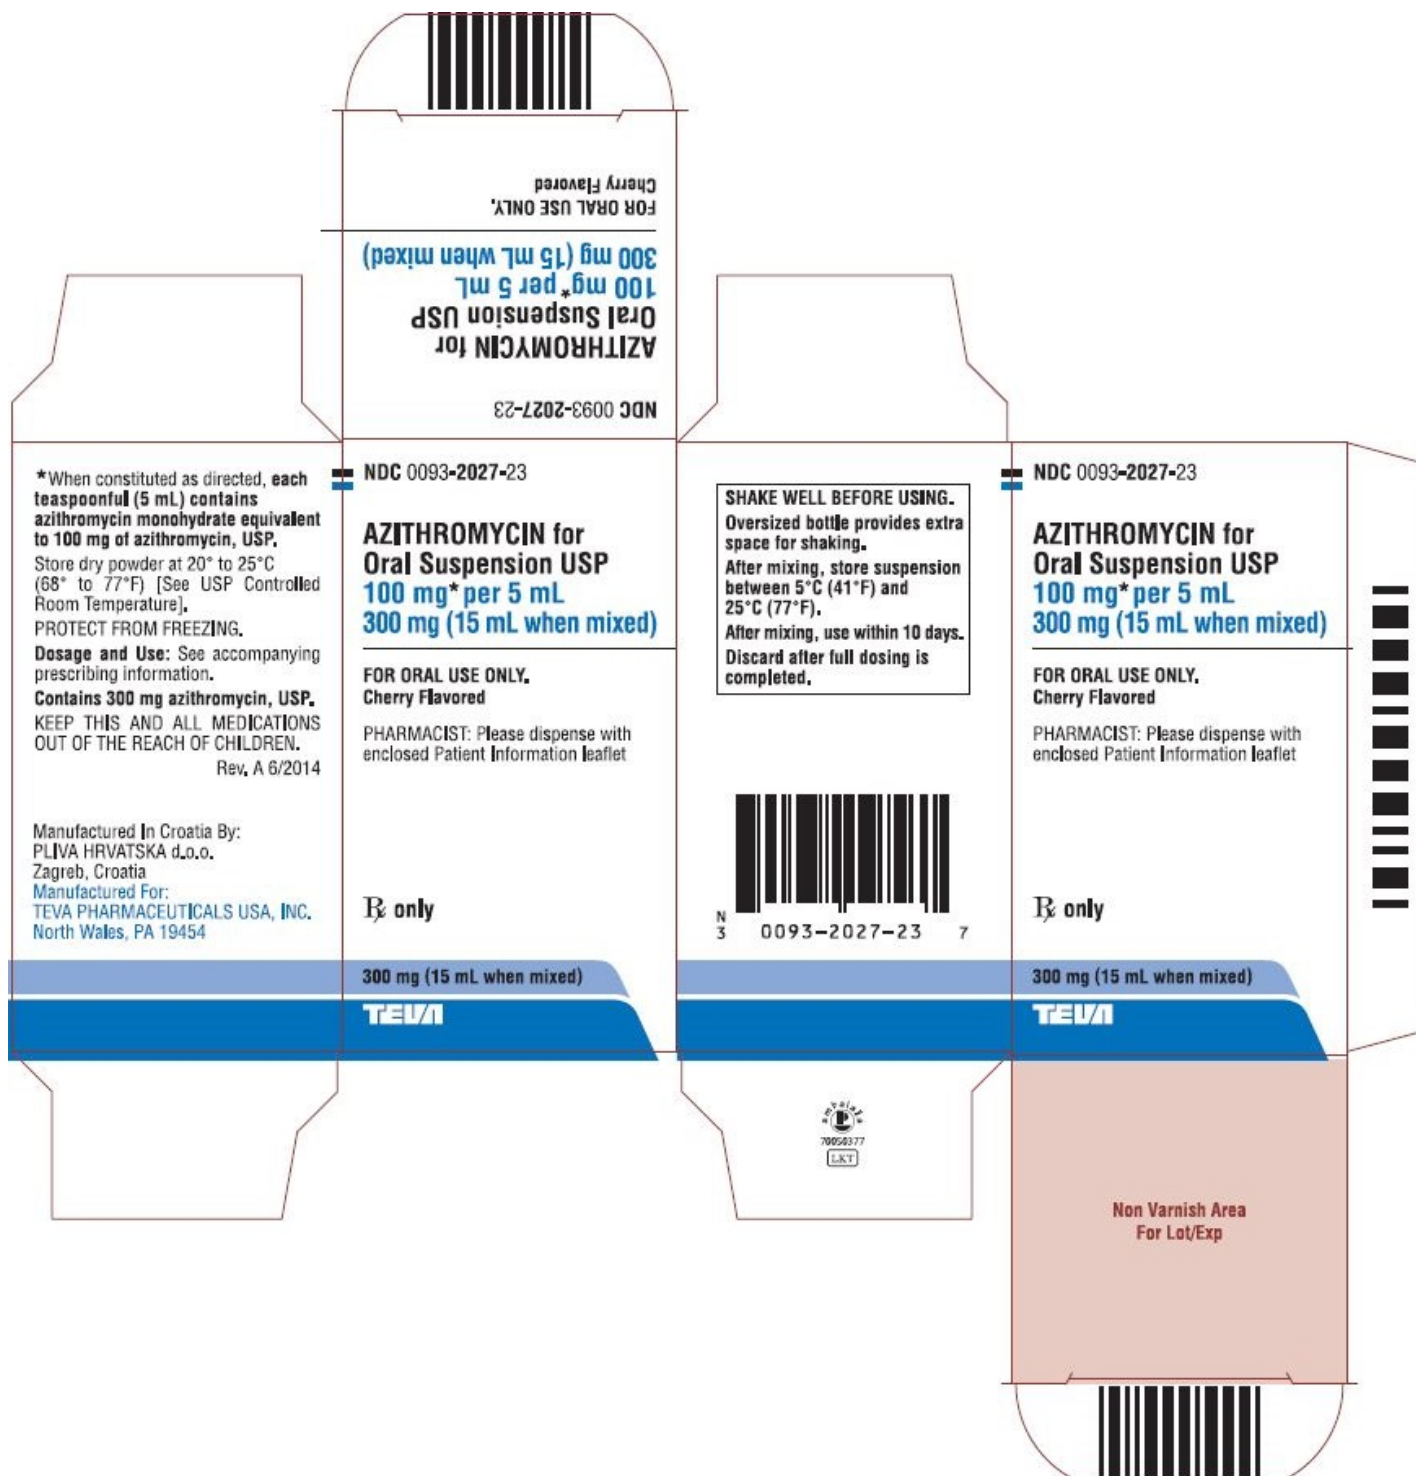 Cherry Flavored
FOR ORAL USE ONLY.
300 mg (15 mL when mixed)
100 mg* per 5 mL
Oral Suspension USP
AZITHROMYCIN for
NDC 0093-2027-23
*When constituted as directed, each
teaspoonful (5 mL) contains
azithromycin monohydrate equivalent
to 100 mg of azithromycin, USP.
Store dry powder at 20° to 25°C
(68° to 77°F) [See USP Controlled
Room Temperature].
PROTECT FROM FREEZING.
Dosage and Use: See accompanying
prescribing information.
Contains 300 mg azithromycin, USP.
KEEP THIS AND ALL MEDICATIONS
OUT OF THE REACH OF CHILDREN.
Rev. A 6/2014
Manufactured In Croatia By:
PLIVA HRVATSKA d.o.o.
Zagreb, Croatia
Manufactured For:
TEVA PHARMACEUTICALS USA, INC.
North Wales, PA 19454
NDC 0093-2027-23
AZITHROMYCIN for
Oral Suspension USP
100 mg* per 5 mL
300 mg (15 mL when mixed)
FOR ORAL USE ONLY.
Cherry Flavored
PHARMACIST: Please dispense with
enclosed Patient Information leaflet
℞ only
300 mg (15 mL when mixed)
TEVA
SHAKE WELL BEFORE USING.
Oversized bottle provides extra
space for shaking.
After mixing, store suspension
between 5°C (41°F) and
25°C (77°F).
After mixing, use within 10 days.
Discard after full dosing is
completed.
N
3 0093-2027-23 7
ambalaža
P
70050377
LKT
NDC 0093-2027-23
AZITHROMYCIN for
Oral Suspension USP
100 mg* per 5 mL
300 mg (15 mL when mixed)
FOR ORAL USE ONLY.
Cherry Flavored
PHARMACIST: Please dispense with
enclosed Patient Information leaflet
℞ only
300 mg (15 mL when mixed)
TEVA
Non Varnish Area
For Lot/Exp